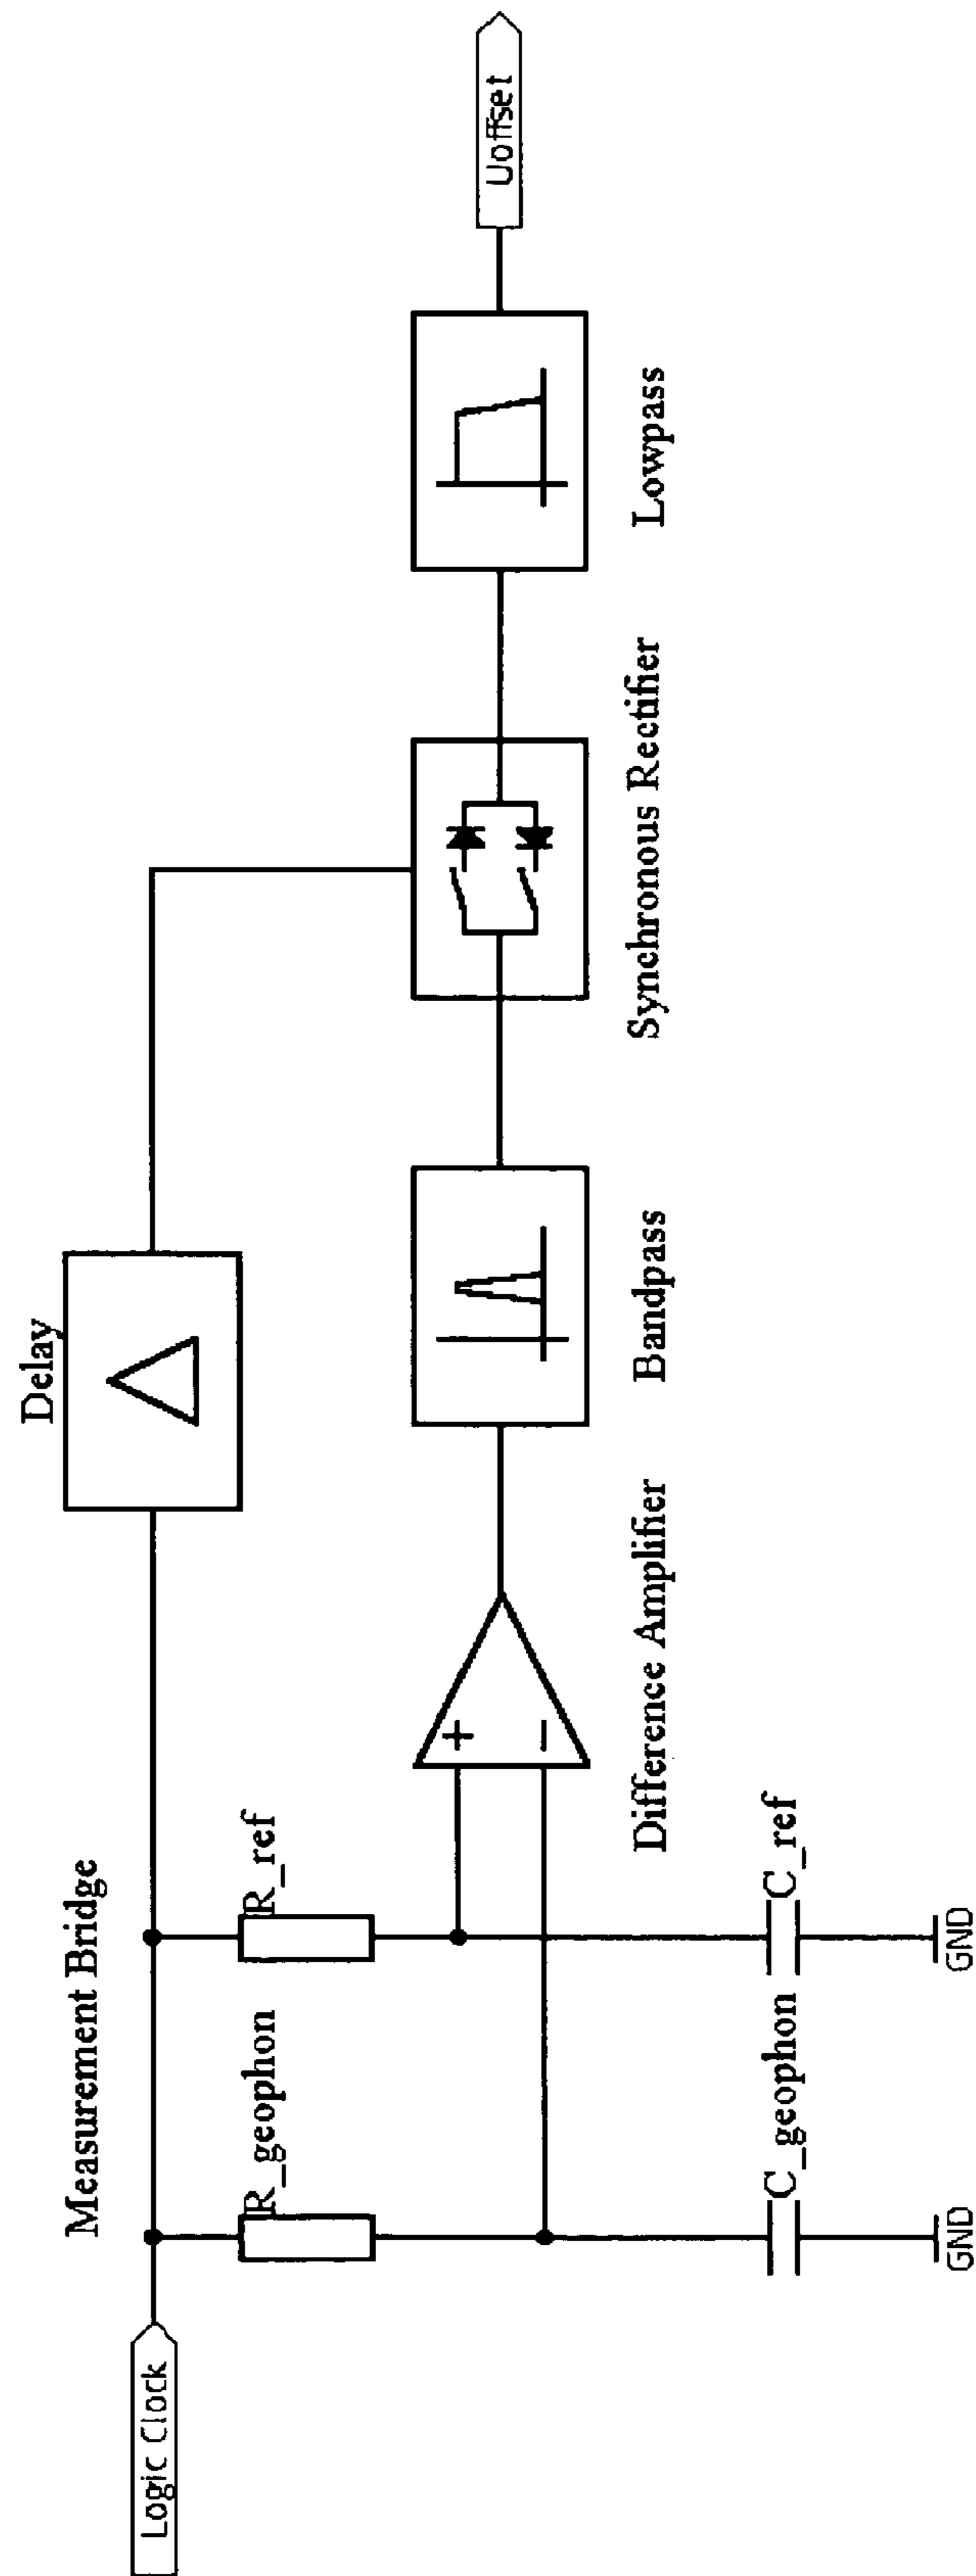 Logic Clock
Measurement Bridge
R_geophon
R_ref
C_geophon
C_ref
GND
GND
+
−
Difference Amplifier
Delay
Bandpass
Synchronous Rectifier
Lowpass
Uoffset